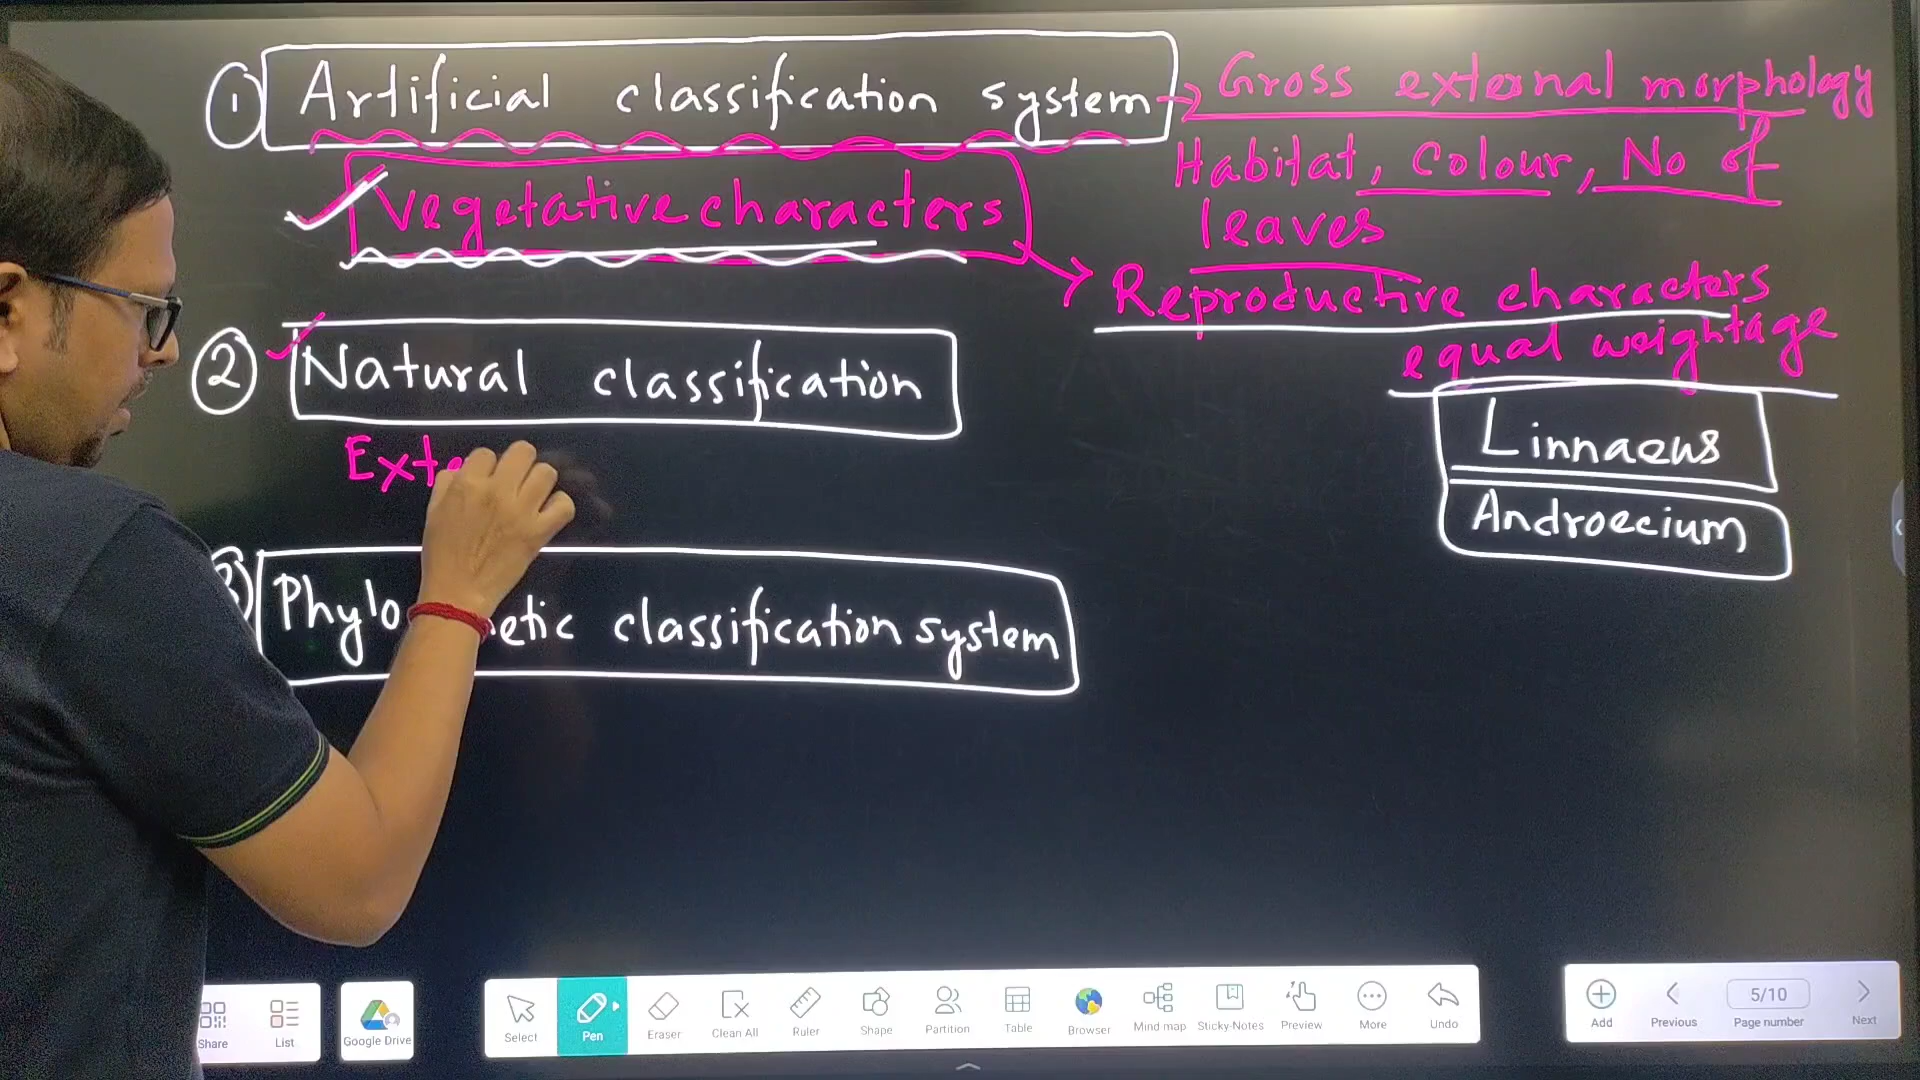 ① Artificial classification system → Gross external morphology
Habitat, Colour, No of
leaves
Vegetative characters
→ Reproductive characters
equal weightage
Linnaeus
Androecium
② Natural classification
Exte
Phylo etic classification system
Share
List
Google Drive
Select
Pen
Eraser
Clean All
Ruler
Shape
Partition
Table
Browser
Mind map
Sticky-Notes
Preview
More
Undo
Add
Previous
5/10
Page number
Next